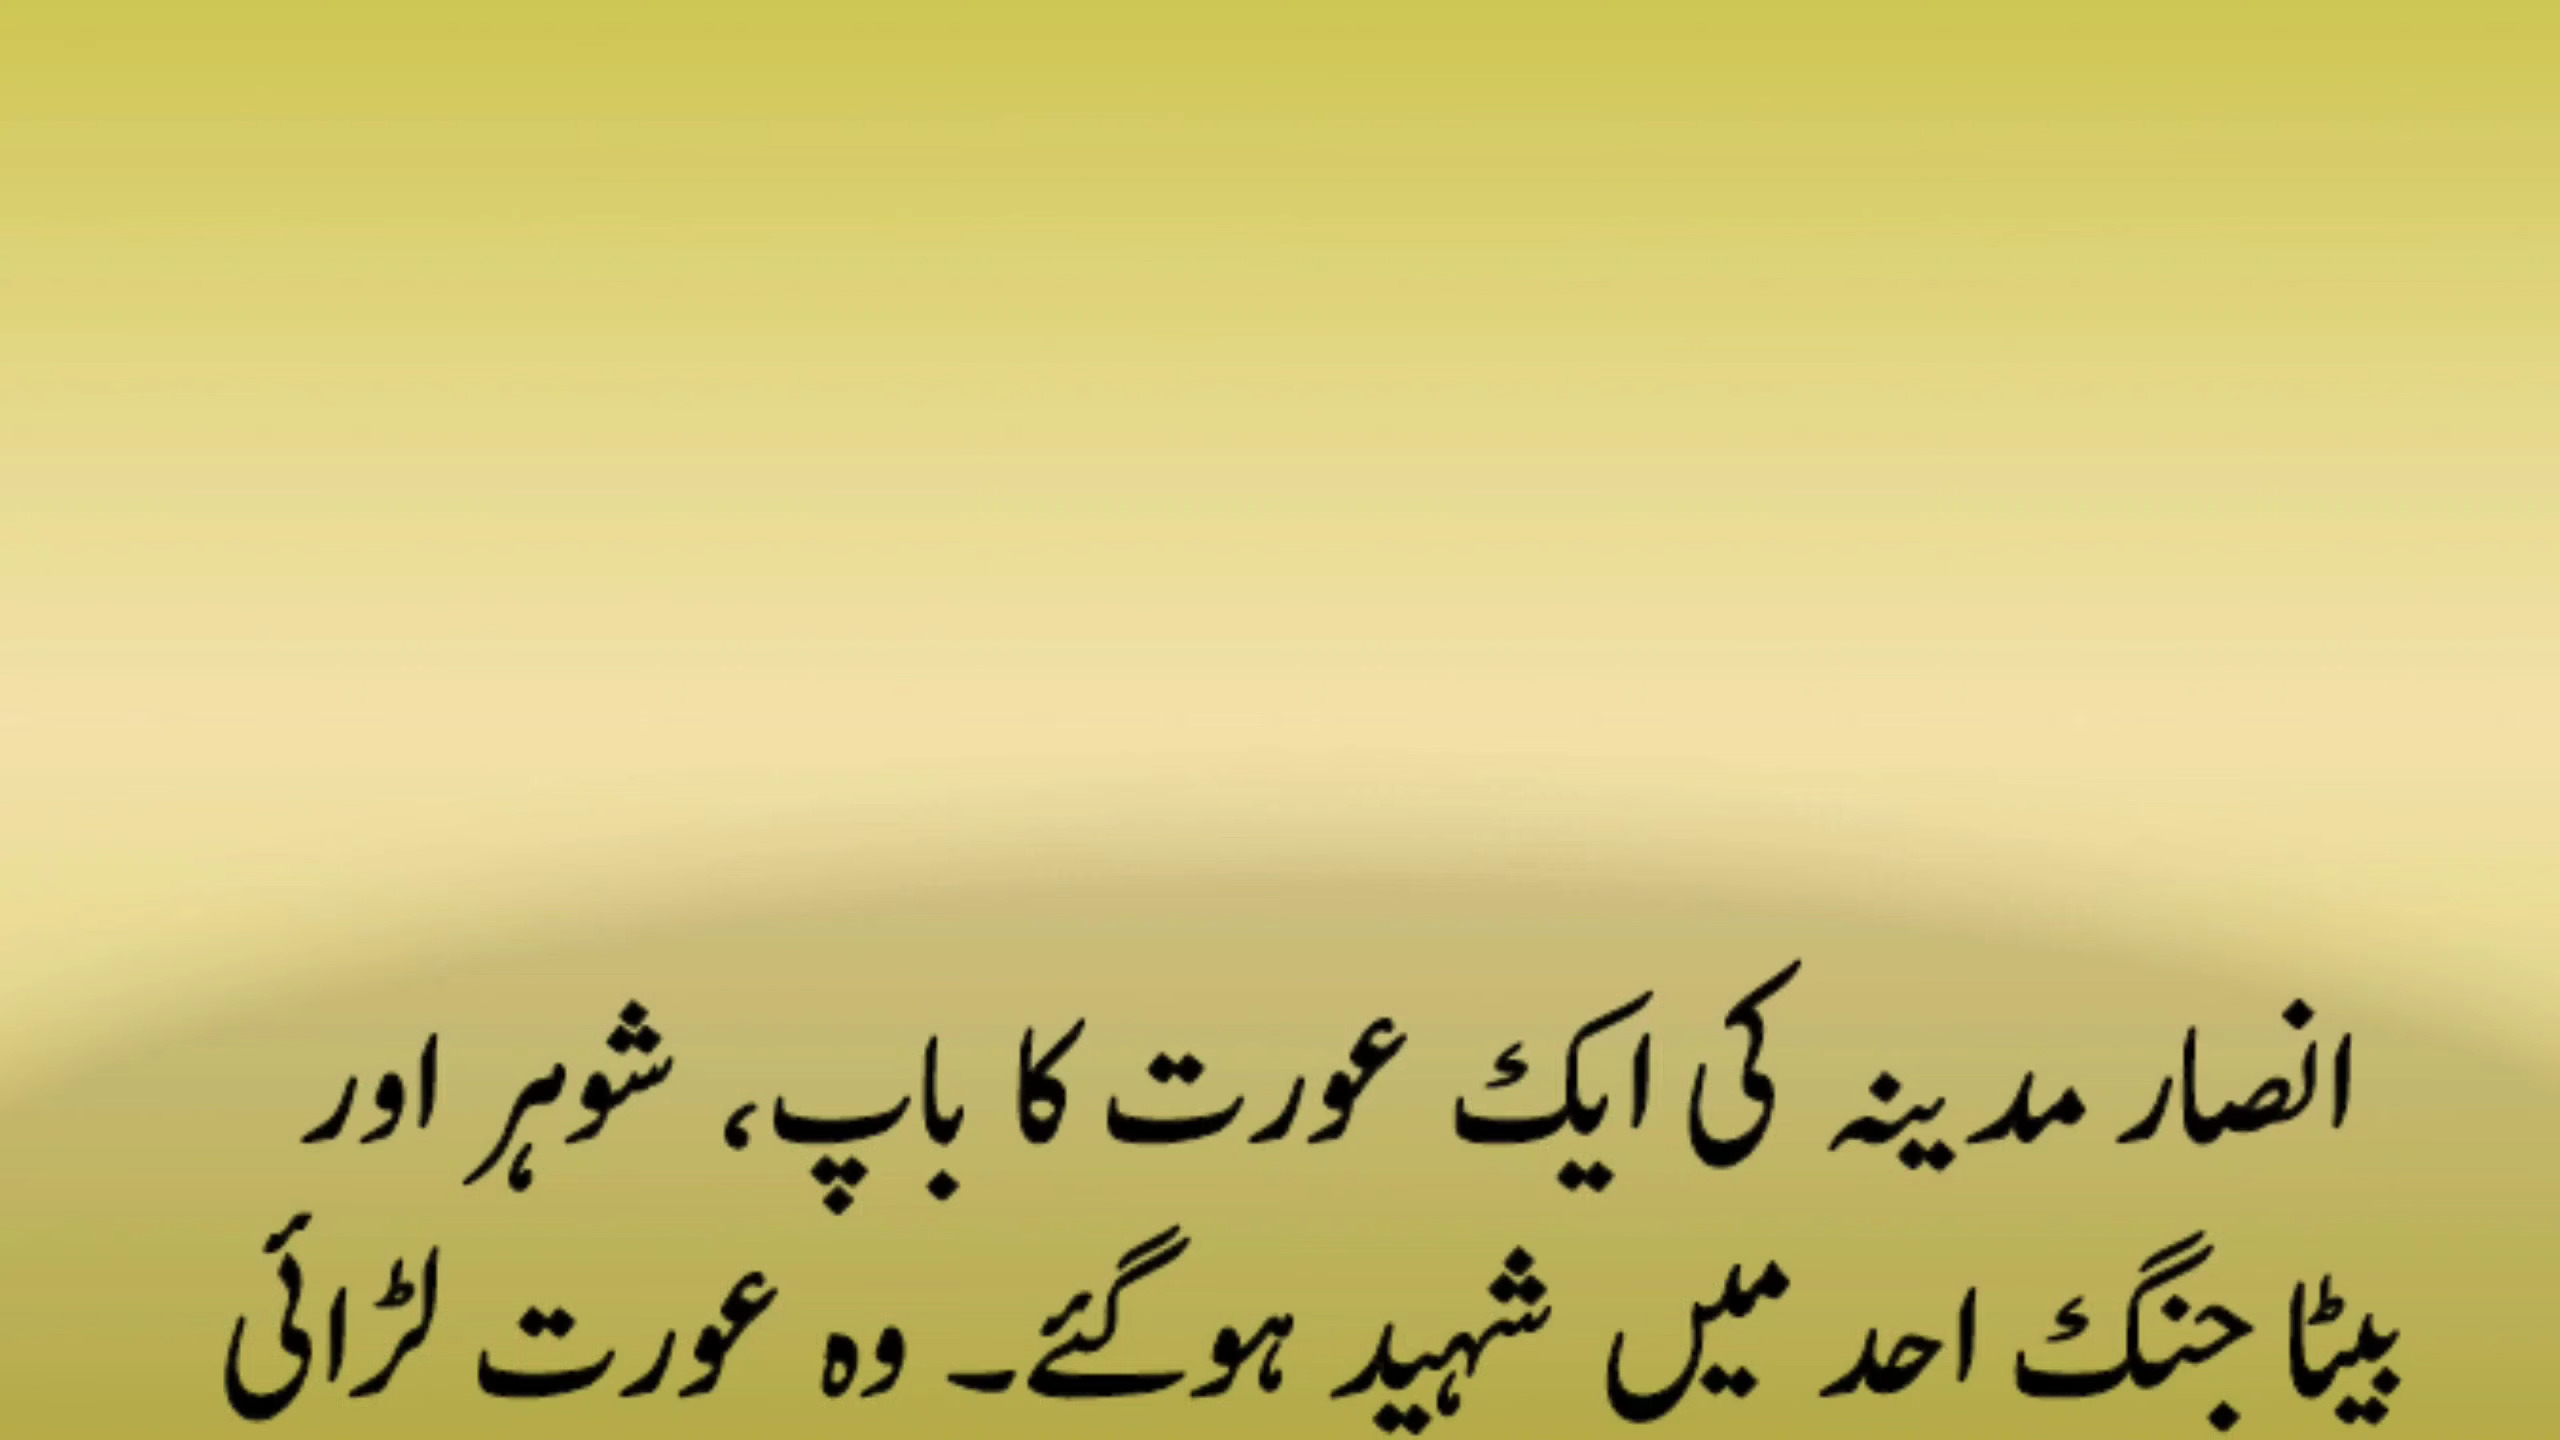 انصار مدینہ کی ایک عورت کا باپ، شوہر اور
بیٹا جنگ احد میں شہید ہوگئے۔ وہ عورت لڑائی